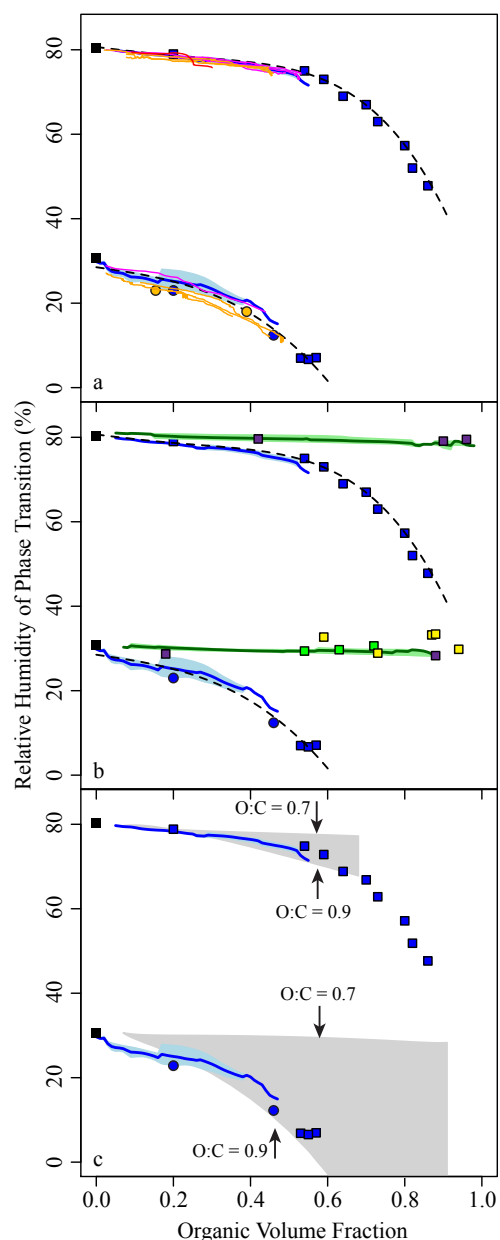 80
60
40
20
0
a
80
60
40
20
0
b
Relative Humidity of Phase Transition (%)
O:C = 0.7
80
O:C = 0.9
60
40
O:C = 0.7
20
O:C = 0.9
0
c
0.0 0.2 0.4 0.6 0.8 1.0
Organic Volume Fraction